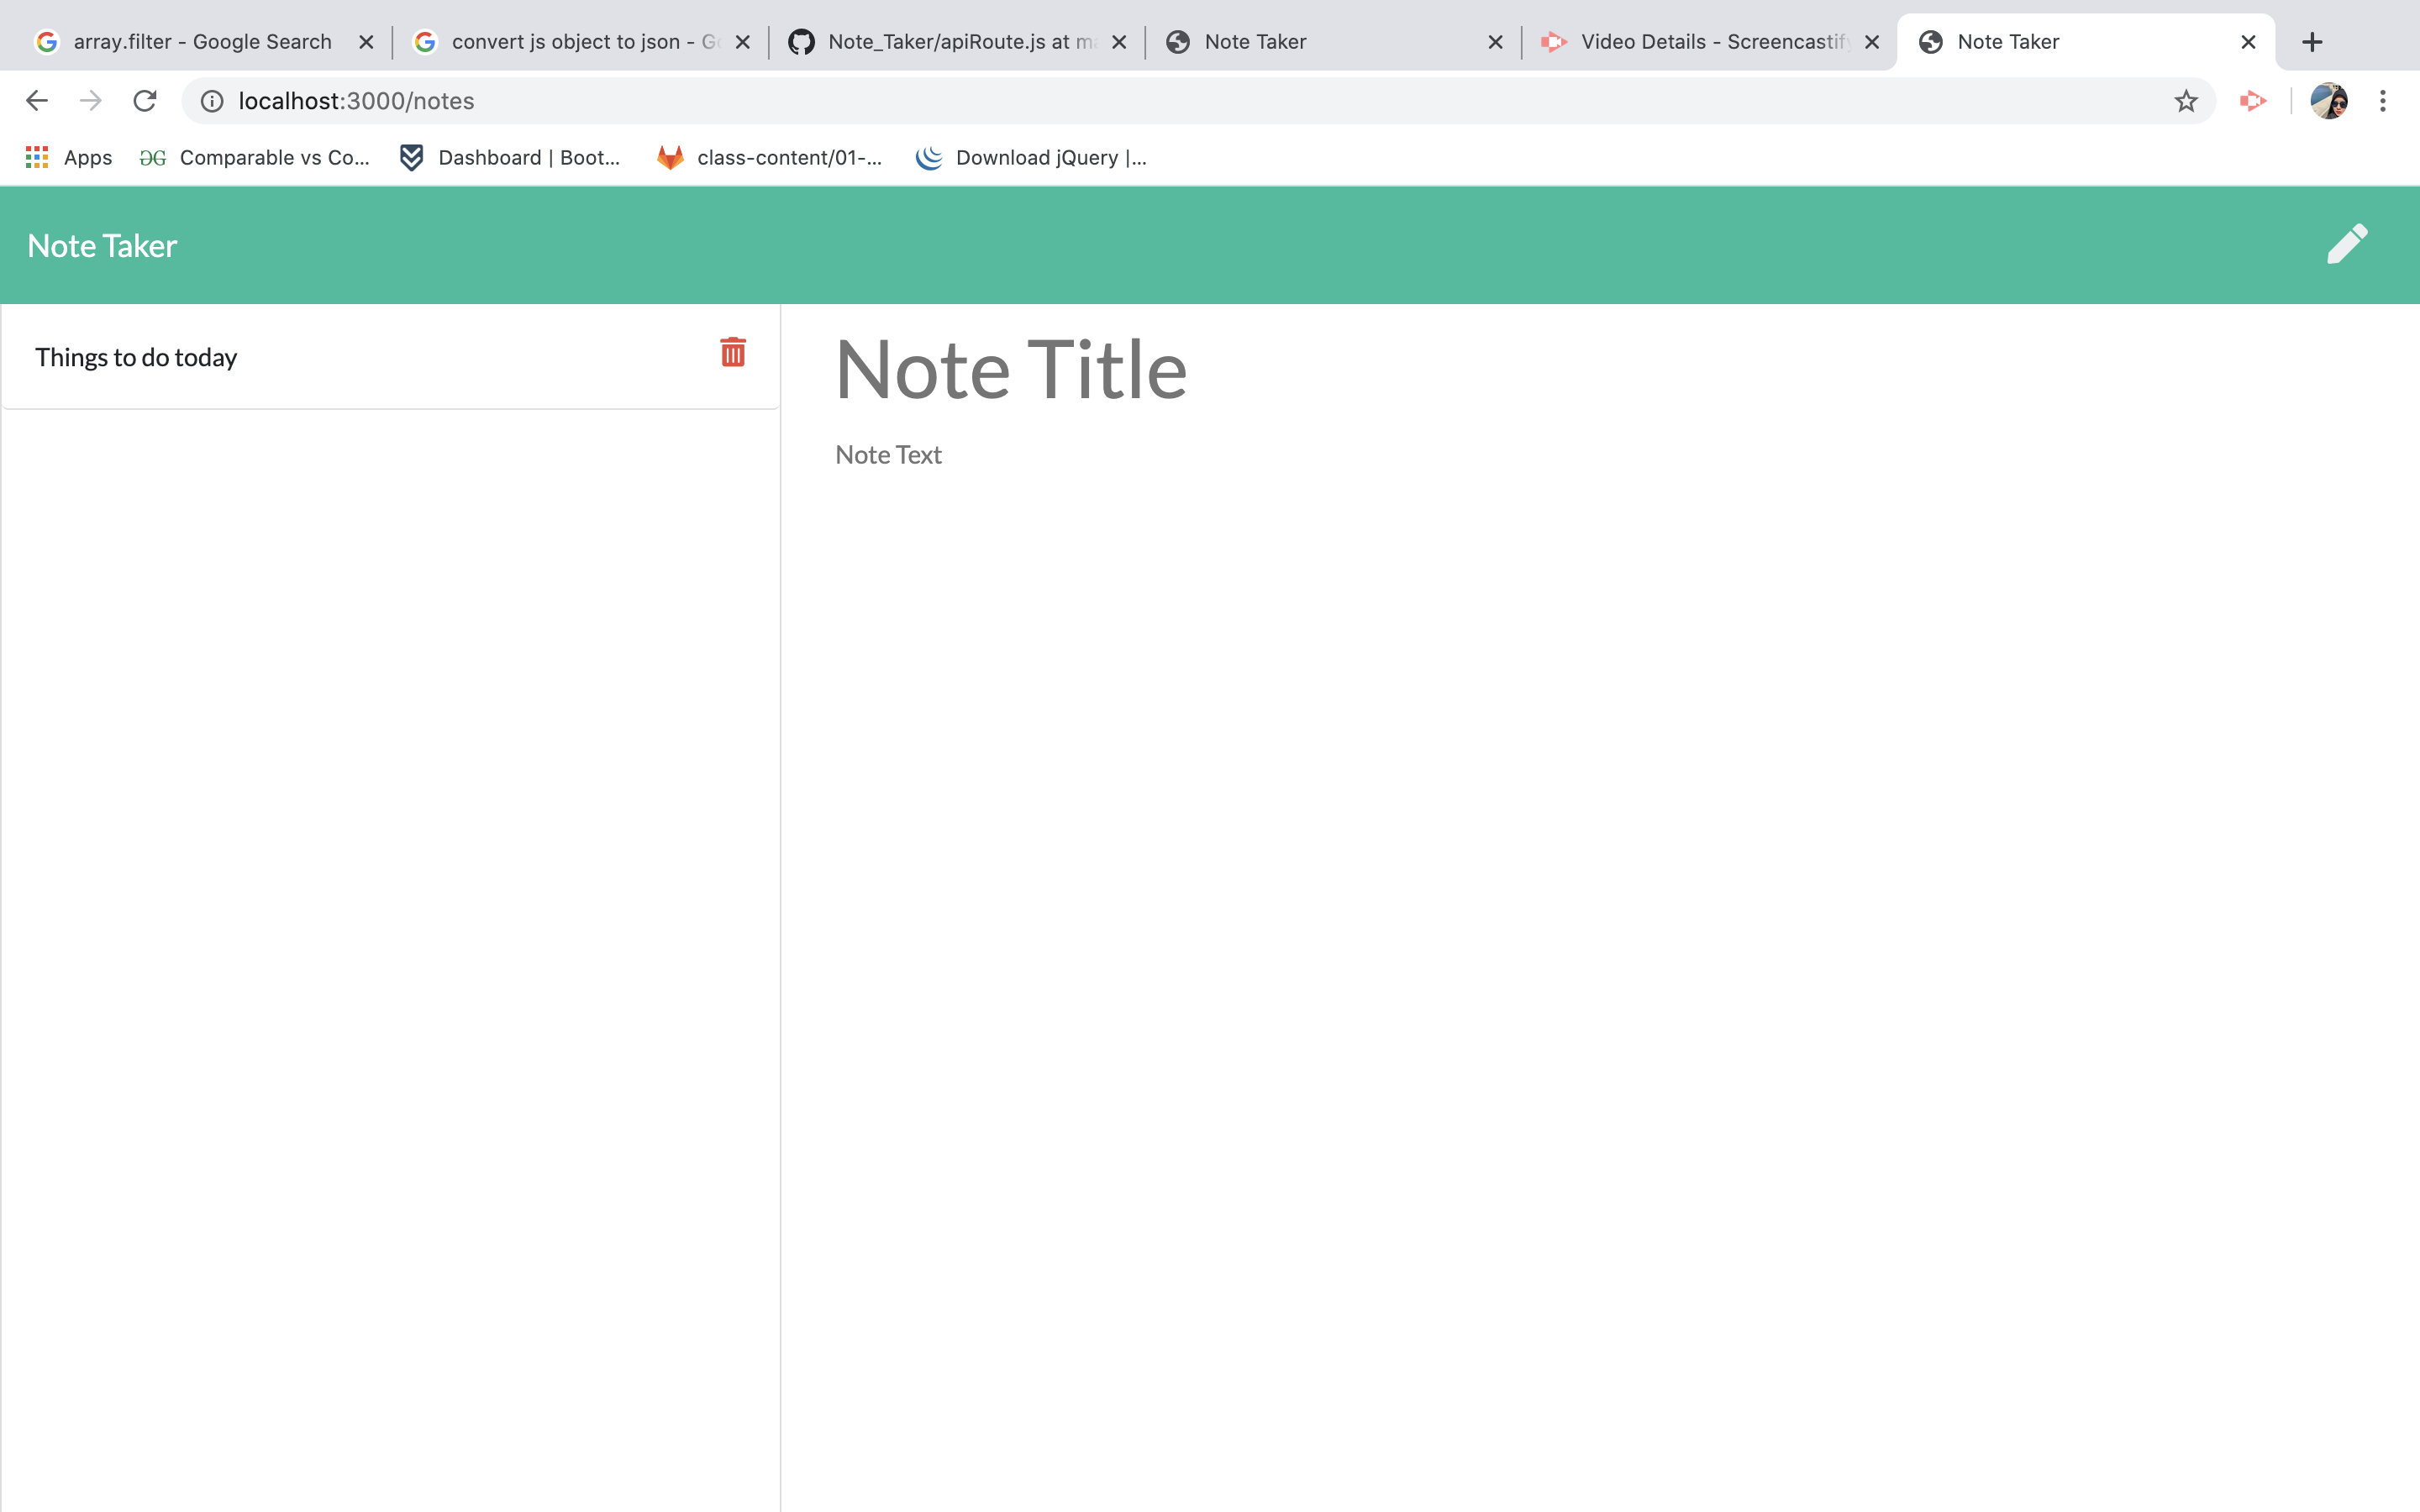 array.filter - Google Search
convert js object to json - G
Note_Taker/apiRoute.js at ma
Note Taker
Video Details - Screencastify
Note Taker
localhost:3000/notes
Apps
Comparable vs Co...
Dashboard | Boot...
class-content/01-...
Download jQuery |...
Note Taker
Things to do today
Note Title
Note Text